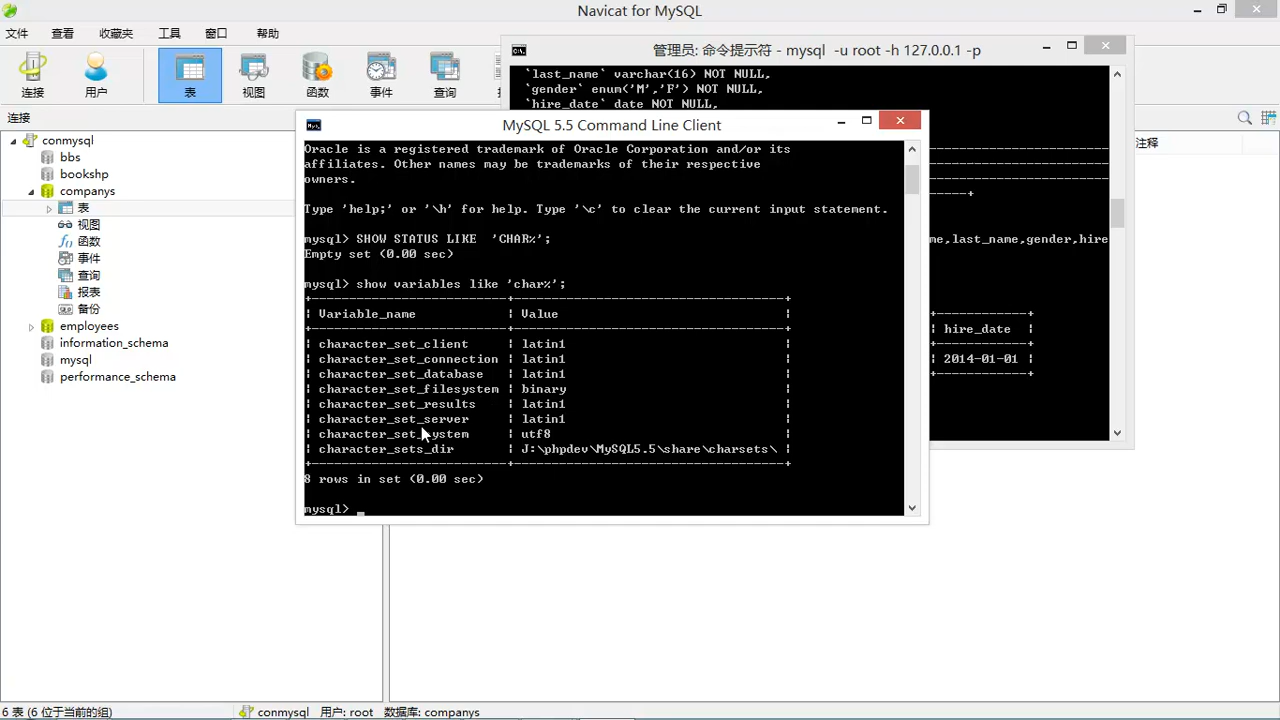 Navicat for MySQL
文件 查看 收藏夹 工具 窗口 帮助
连接 用户 表 视图 函数 事件 查询
连接
conmysql
bbs
bookshp
companys
表
视图
函数
事件
查询
报表
备份
employees
information_schema
mysql
performance_schema
注释
管理员: 命令提示符 - mysql -u root -h 127.0.0.1 -p
`last_name` varchar(16) NOT NULL,
`gender` enum('M','F') NOT NULL,
`hire_date` date NOT NULL,
me,last_name,gender,hire
| hire_date |
| 2014-01-01 |
MySQL 5.5 Command Line Client
Oracle is a registered trademark of Oracle Corporation and/or its
affiliates. Other names may be trademarks of their respective
owners.
Type 'help;' or '\h' for help. Type '\c' to clear the current input statement.
mysql> SHOW STATUS LIKE 'CHAR%';
Empty set (0.00 sec)
mysql> show variables like 'char%';
+--------------------------+--------------------------------------+
| Variable_name | Value |
+--------------------------+--------------------------------------+
| character_set_client | latin1 |
| character_set_connection | latin1 |
| character_set_database | latin1 |
| character_set_filesystem | binary |
| character_set_results | latin1 |
| character_set_server | latin1 |
| character_set_system | utf8 |
| character_sets_dir | J:\phpdev\MySQL5.5\share\charsets\ |
+--------------------------+--------------------------------------+
8 rows in set (0.00 sec)
mysql>
6 表 (6 位于当前的组) conmysql 用户: root 数据库: companys